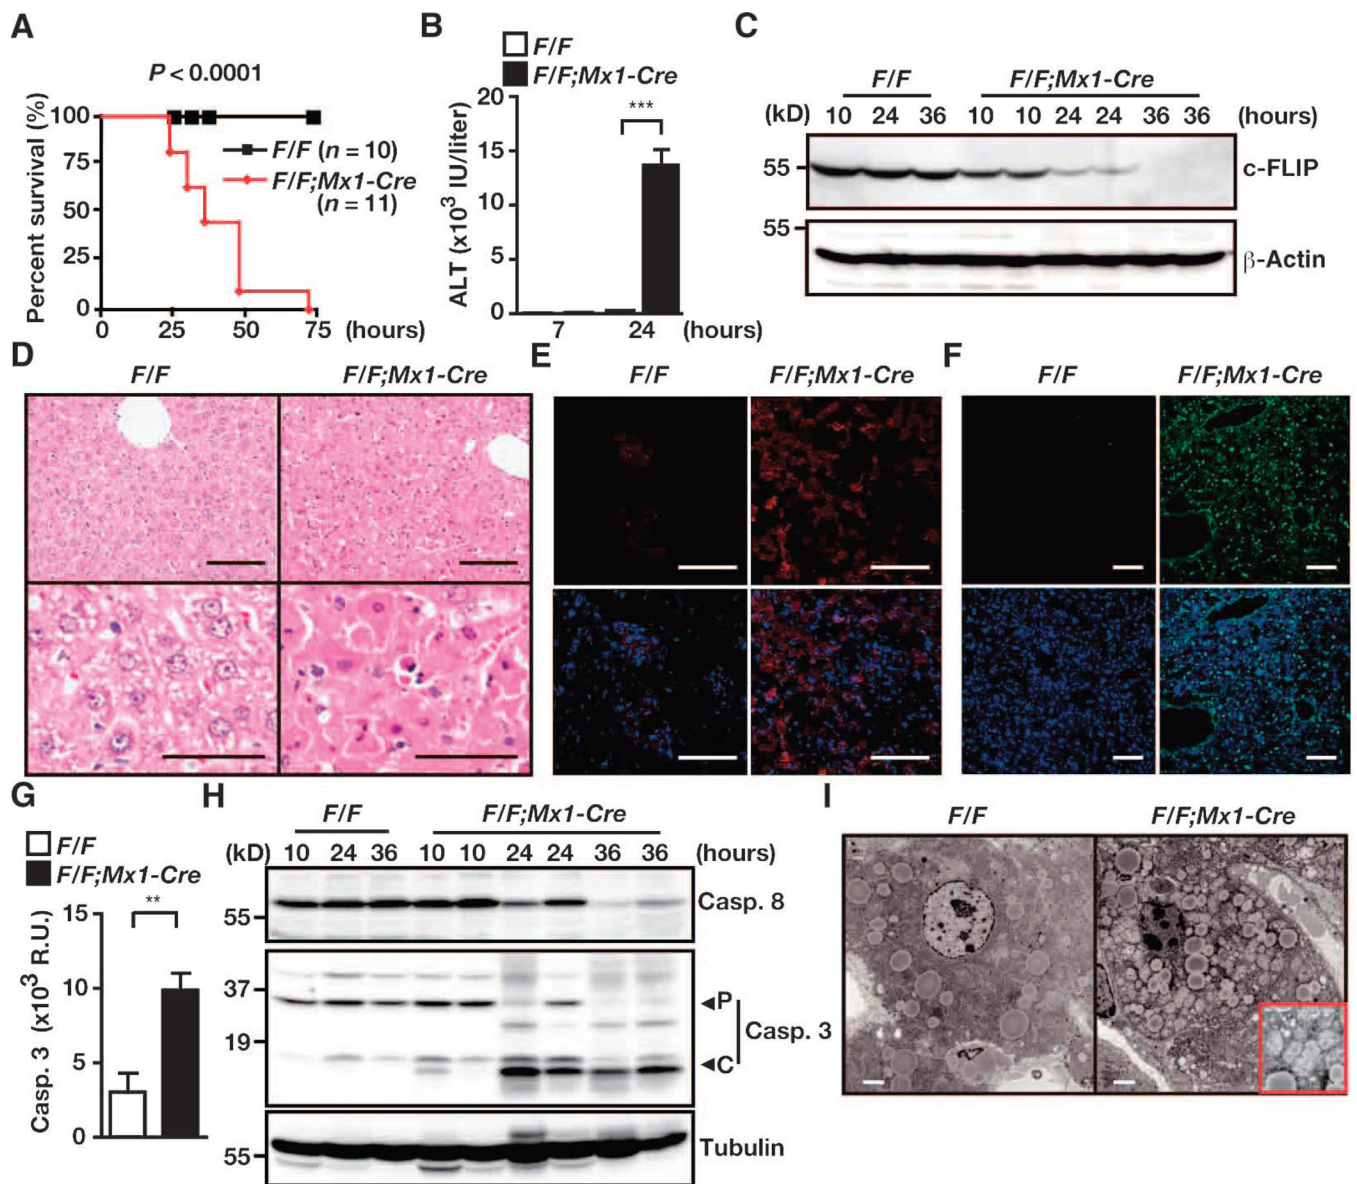 A
P < 0.0001
Percent survival (%)
100
75
50
25
0
F/F (n = 10)
F/F;Mx1-Cre
(n = 11)
0 25 50 75 (hours)
B
F/F
F/F;Mx1-Cre
ALT (x10³ IU/liter)
20
15
10
5
0
***
7 24 (hours)
C
F/F F/F;Mx1-Cre
(kD) 10 24 36 10 10 24 24 36 36 (hours)
55 c-FLIP
55
β-Actin
D
F/F F/F;Mx1-Cre
E
F/F F/F;Mx1-Cre
F
F/F F/F;Mx1-Cre
G
F/F
F/F;Mx1-Cre
Casp. 3 (x10³ R.U.)
15
10
5
0
**
H
F/F F/F;Mx1-Cre
(kD) 10 24 36 10 10 24 24 36 36 (hours)
55 Casp. 8
37
P
Casp. 3
19
C
55 Tubulin
I
F/F F/F;Mx1-Cre